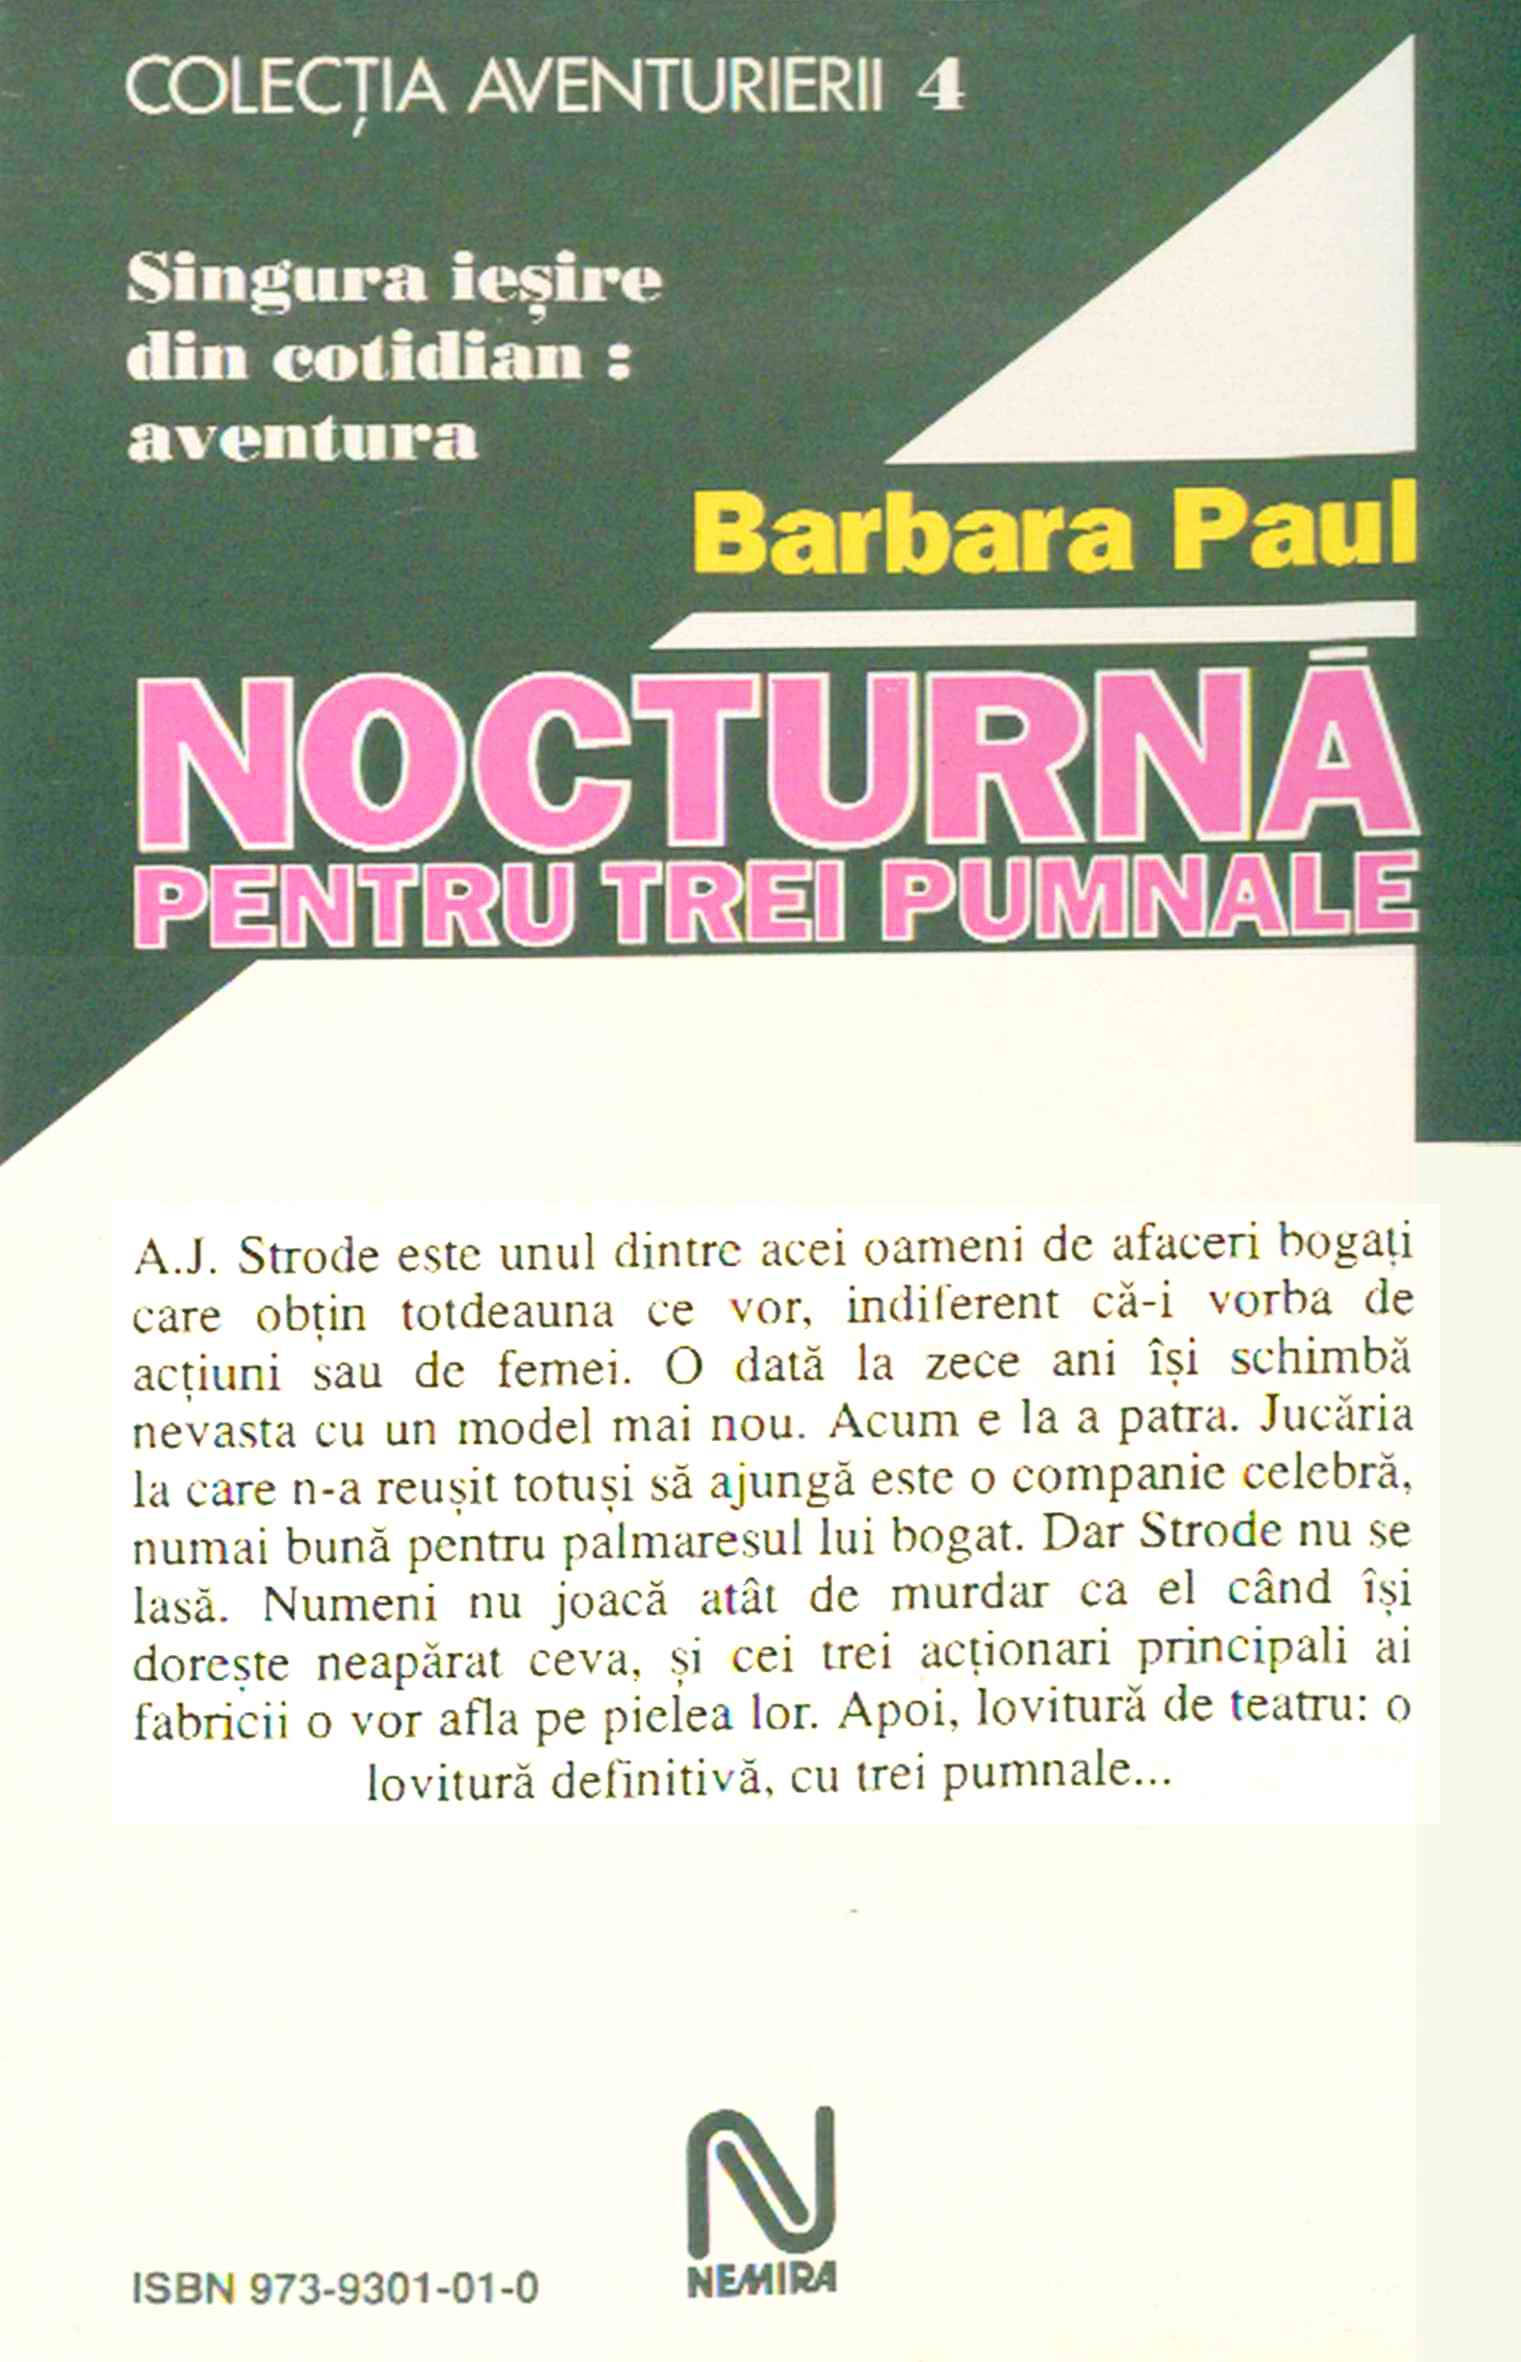 COLECȚIA AVENTURIERII 4
Singura ieșire
din cotidian :
aventura
Barbara Paul
NOCTURNĂ
PENTRU TREI PUMNALE
A.J. Strode este unul dintre acei oameni de afaceri bogați
care obțin totdeauna ce vor, indiferent că-i vorba de
acțiuni sau de femei. O dată la zece ani își schimbă
nevasta cu un model mai nou. Acum e la a patra. Jucăria
la care n-a reușit totuși să ajungă este o companie celebră,
numai bună pentru palmaresul lui bogat. Dar Strode nu se
lasă. Numeni nu joacă atât de murdar ca el când își
dorește neapărat ceva, și cei trei acționari principali ai
fabricii o vor afla pe pielea lor. Apoi, lovitură de teatru: o
lovitură definitivă, cu trei pumnale...
NEMIRA
ISBN 973-9301-01-0